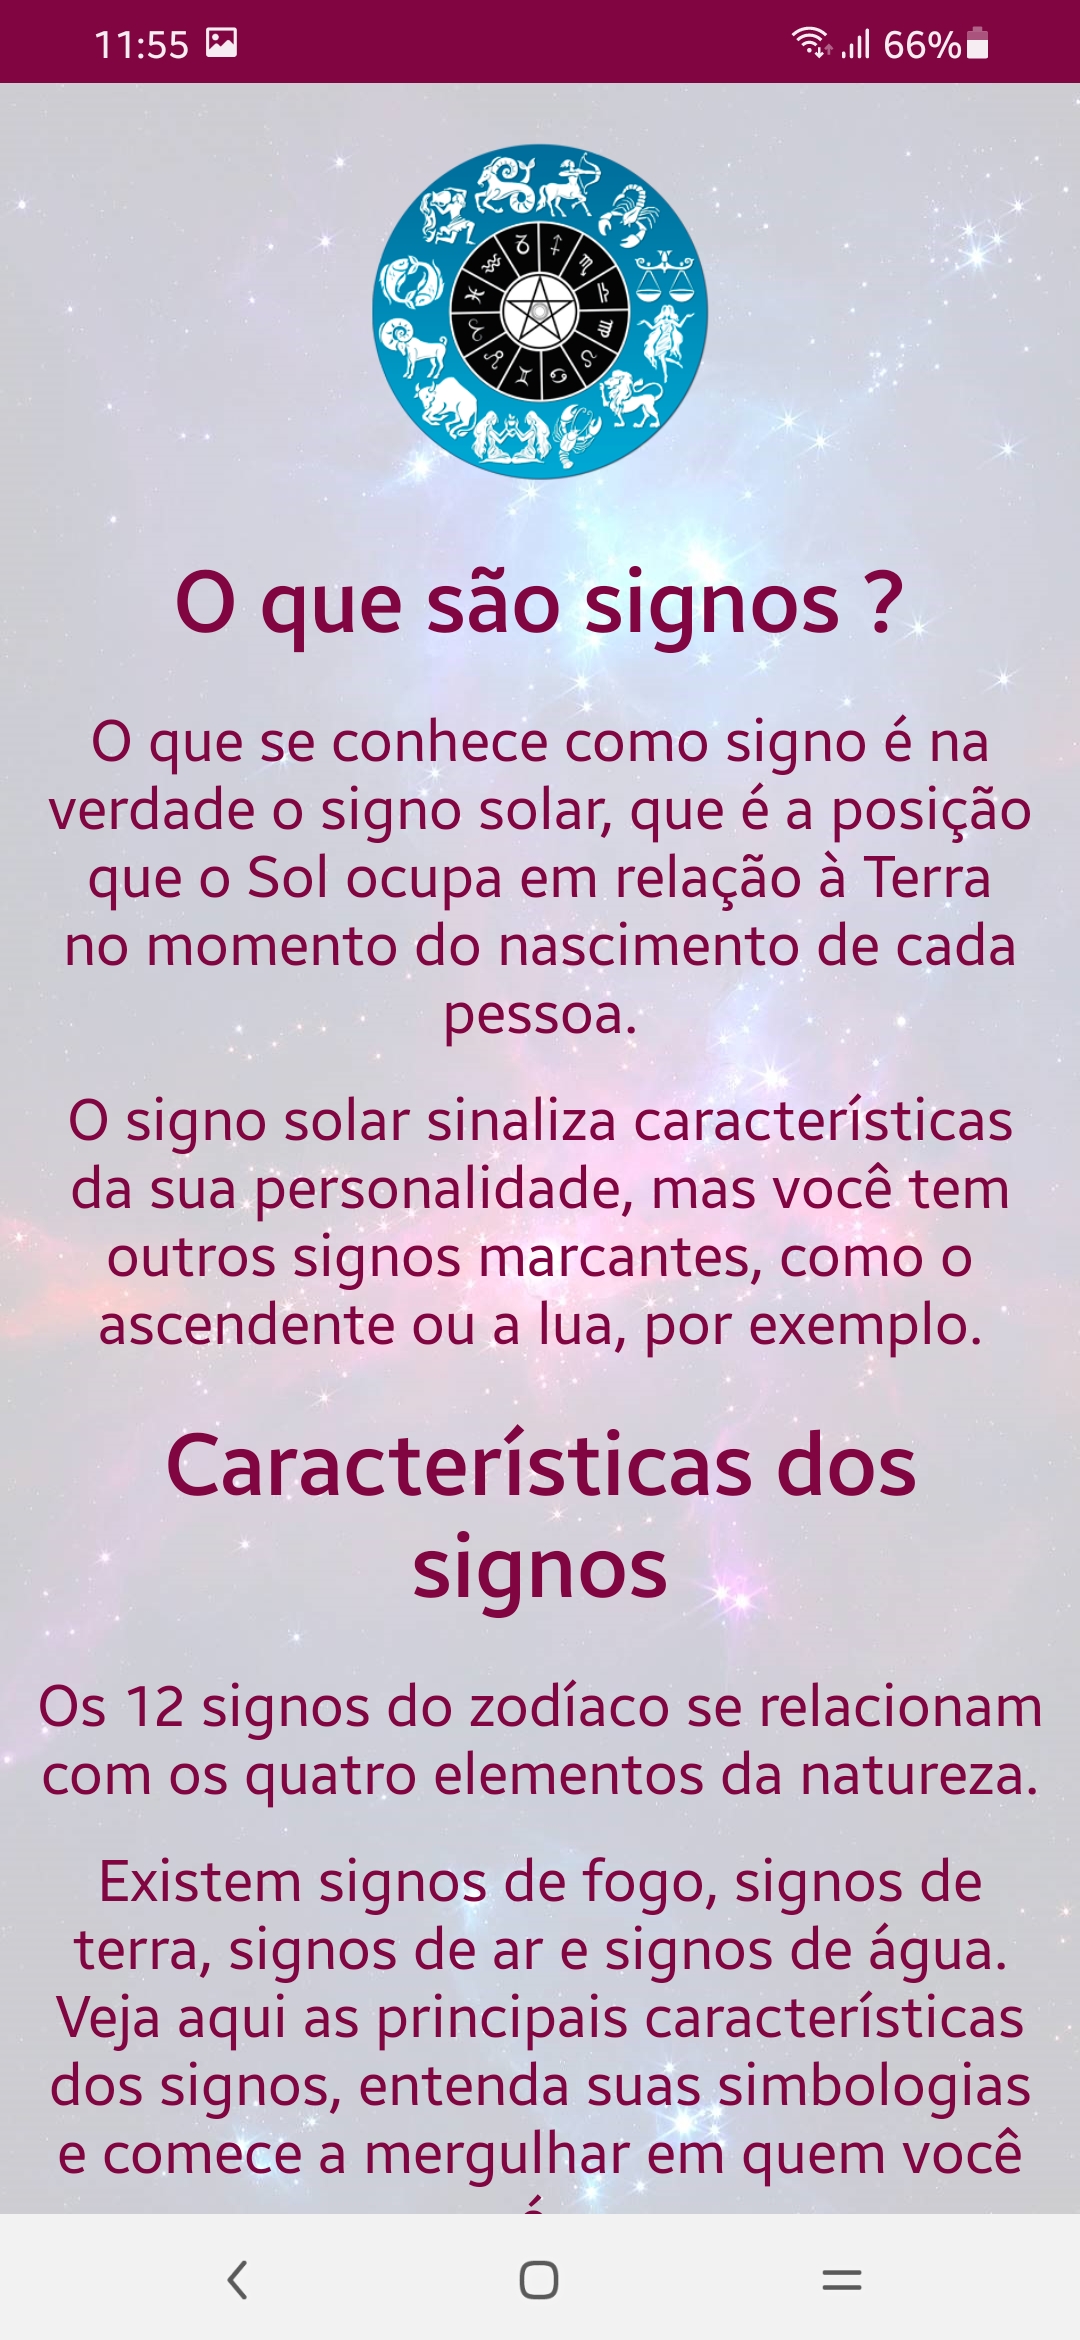 11:55
66%
O que são signos ?
O que se conhece como signo é na
verdade o signo solar, que é a posição
que o Sol ocupa em relação à Terra
no momento do nascimento de cada
pessoa.
O signo solar sinaliza características
da sua personalidade, mas você tem
outros signos marcantes, como o
ascendente ou a lua, por exemplo.
Características dos
signos
Os 12 signos do zodíaco se relacionam
com os quatro elementos da natureza.
Existem signos de fogo, signos de
terra, signos de ar e signos de água.
Veja aqui as principais características
dos signos, entenda suas simbologias
e comece a mergulhar em quem você